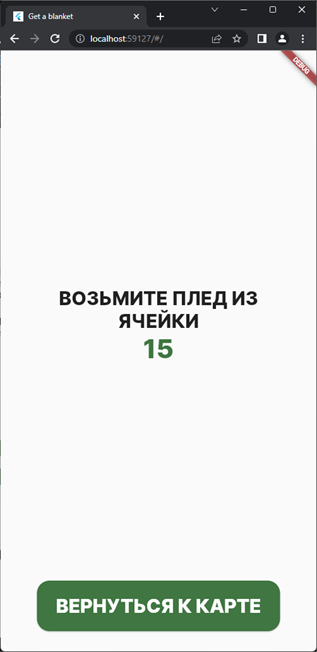 Get a blanket
localhost:59127/#/
DEBUG
ВОЗЬМИТЕ ПЛЕД ИЗ
ЯЧЕЙКИ
15
ВЕРНУТЬСЯ К КАРТЕ